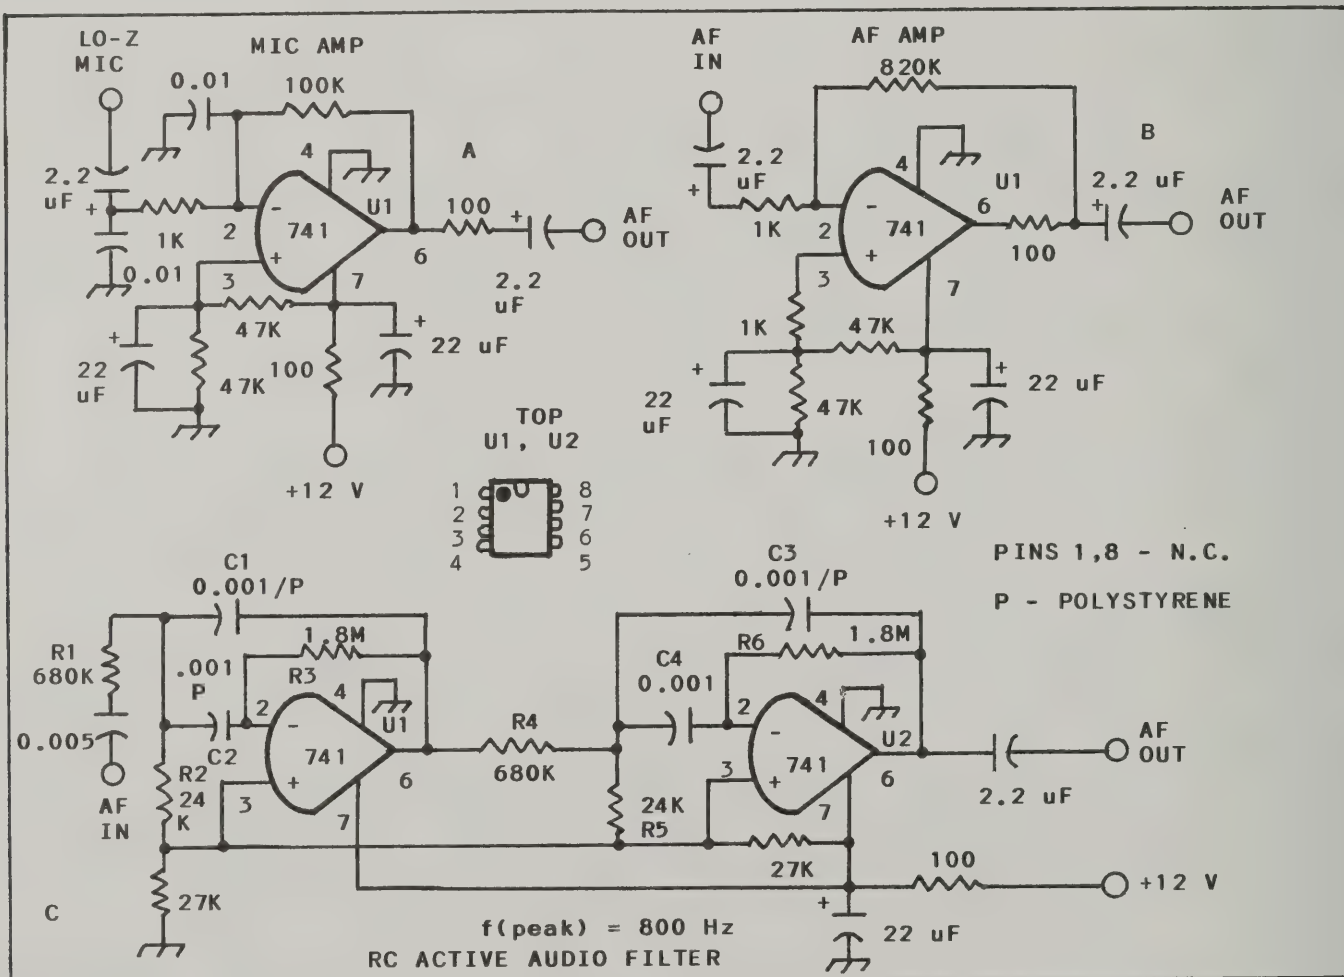 LO-Z
MIC
MIC AMP
0.01
100K
4
A
2.2
uF
+
1K
0.01
-
2
741
+
3
U1
6
7
100
+
AF
OUT
2.2
uF
47K
+
22
uF
47K
100
+
22 uF
+12 V
AF
IN
AF AMP
820K
B
4
2.2
uF
+
1K
-
2
741
+
3
U1
6
7
100
2.2 uF
+
AF
OUT
1K
47K
+
22
uF
47K
100
+
22 uF
+12 V
TOP
U1, U2
1
2
3
4
8
7
6
5
PINS 1,8 - N.C.
P - POLYSTYRENE
C1
0.001/P
R1
680K
.001
P
C2
1.8M
R3
4
U1
2
-
741
+
3
6
7
0.005
AF
IN
R2
24
K
27K
R4
680K
C3
0.001/P
C4
0.001
R6
1.8M
4
U2
2
-
741
+
3
6
7
24K
R5
27K
AF
OUT
2.2 uF
100
+12 V
+
22 uF
C
f(peak) = 800 Hz
RC ACTIVE AUDIO FILTER